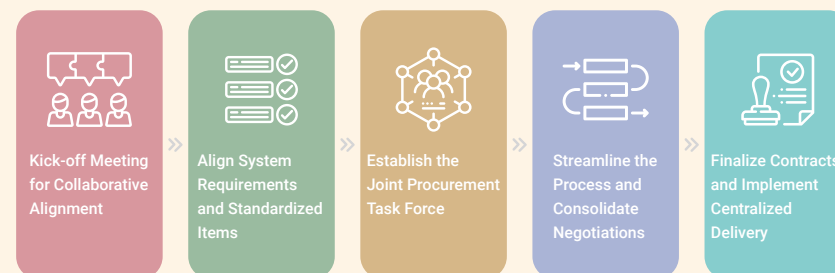 Kick-off Meeting
for Collaborative
Alignment
Align System
Requirements
and Standardized
Items
Establish the
Joint Procurement
Task Force
Streamline the
Process and
Consolidate
Negotiations
Finalize Contracts
and Implement
Centralized
Delivery